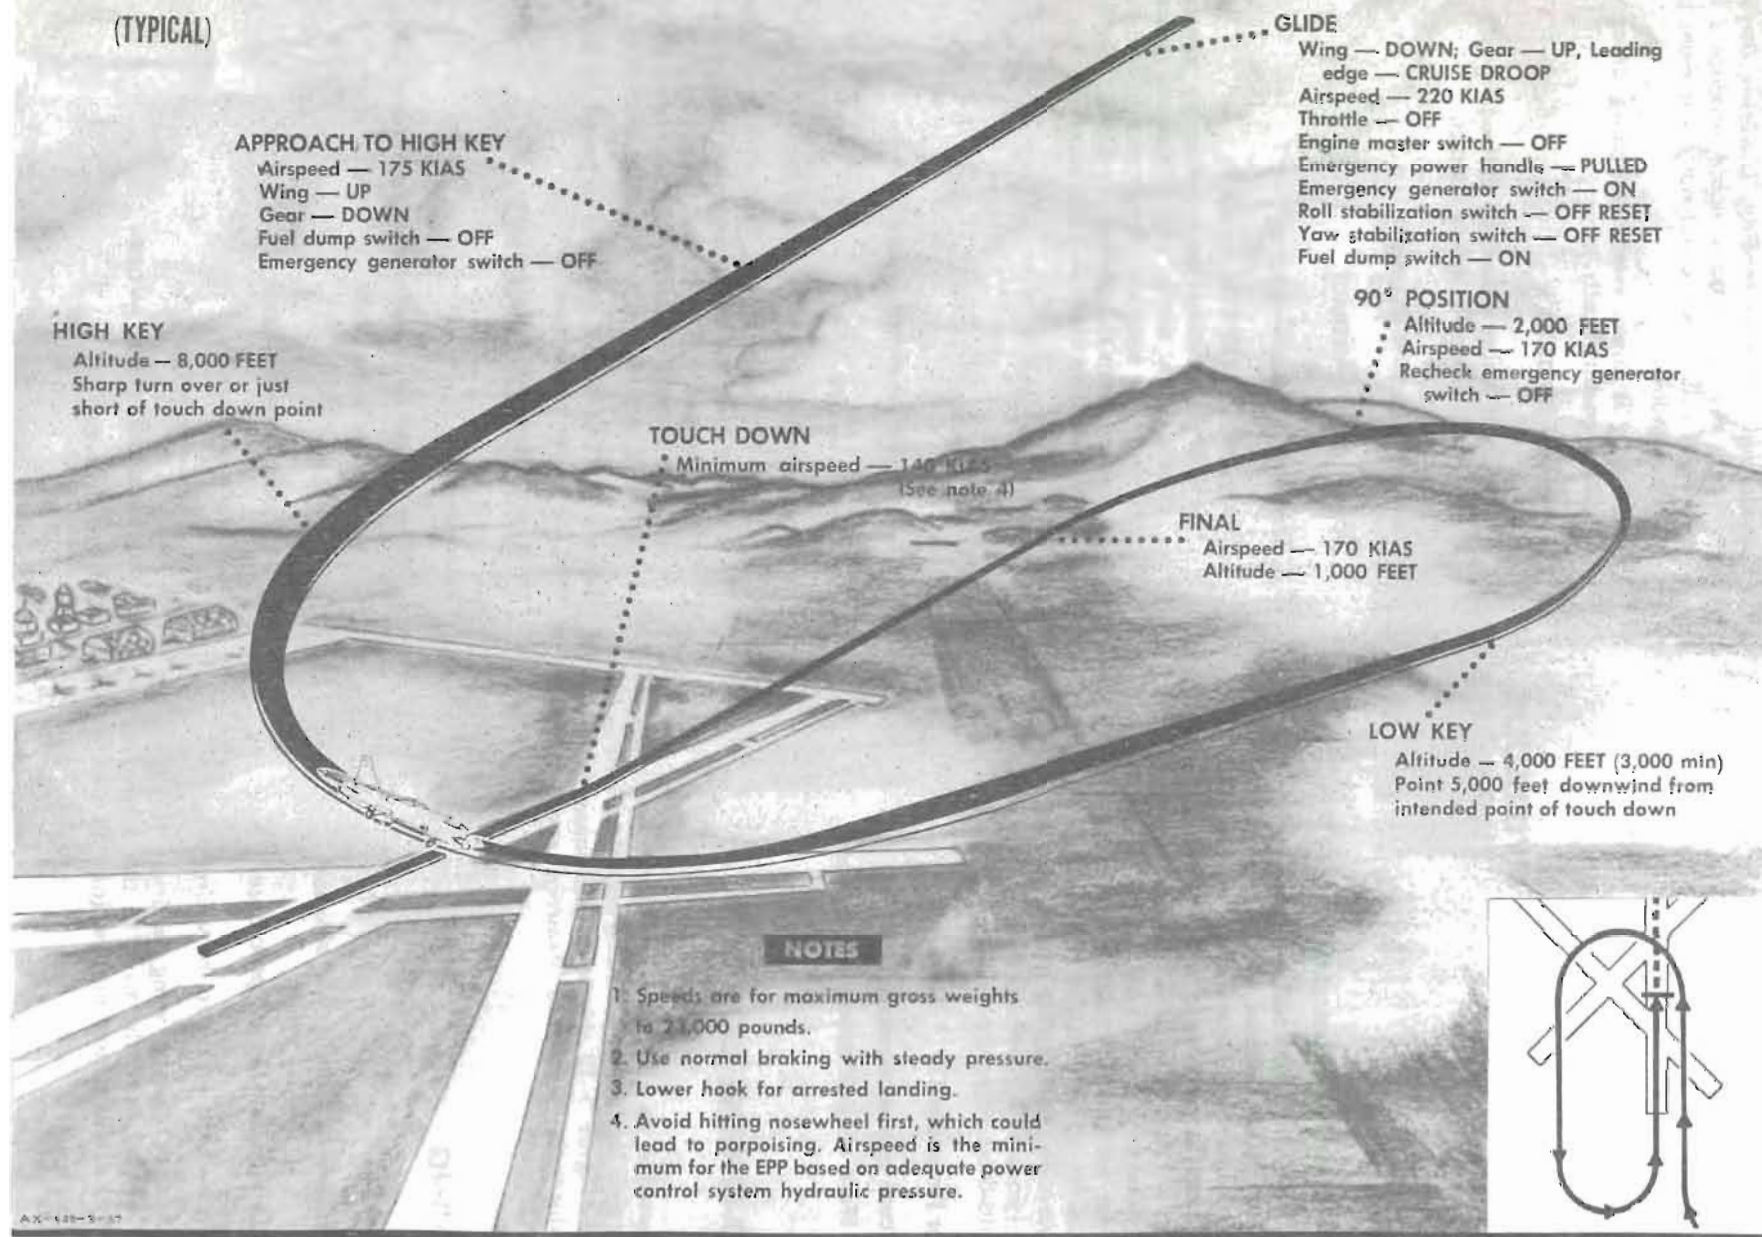 (TYPICAL)
GLIDE
Wing — DOWN; Gear — UP, Leading
edge — CRUISE DROOP
Airspeed — 220 KIAS
Throttle — OFF
Engine master switch — OFF
Emergency power handle — PULLED
Emergency generator switch — ON
Roll stabilization switch — OFF RESET
Yaw stabilization switch — OFF RESET
Fuel dump switch — ON
APPROACH TO HIGH KEY
Airspeed — 175 KIAS
Wing — UP
Gear — DOWN
Fuel dump switch — OFF
Emergency generator switch — OFF
HIGH KEY
Altitude — 8,000 FEET
Sharp turn over or just
short of touch down point
90° POSITION
Altitude — 2,000 FEET
Airspeed — 170 KIAS
Recheck emergency generator
switch — OFF
TOUCH DOWN
Minimum airspeed — 140 KIAS
(See note 4)
FINAL
Airspeed — 170 KIAS
Altitude — 1,000 FEET
LOW KEY
Altitude — 4,000 FEET (3,000 min)
Point 5,000 feet downwind from
intended point of touch down
NOTES
1. Speeds are for maximum gross weights
to pounds.
2. Use normal braking with steady pressure.
3. Lower hook for arrested landing.
4. Avoid hitting nosewheel first, which could
lead to porpoising. Airspeed is the mini-
mum for the EPP based on adequate power
control system hydraulic pressure.